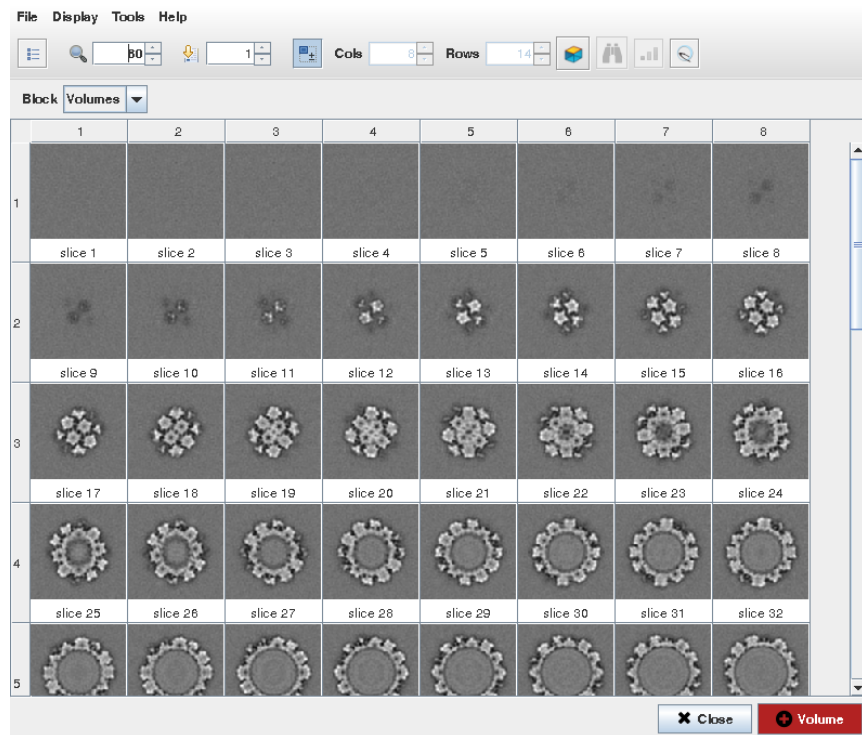 File Display Tools Help
80 1 Cols 8 Rows 14
Block Volumes
1 2 3 4 5 6 7 8
1
slice 1 slice 2 slice 3 slice 4 slice 5 slice 6 slice 7 slice 8
2
slice 9 slice 10 slice 11 slice 12 slice 13 slice 14 slice 15 slice 16
3
slice 17 slice 18 slice 19 slice 20 slice 21 slice 22 slice 23 slice 24
4
slice 25 slice 26 slice 27 slice 28 slice 29 slice 30 slice 31 slice 32
5
Close Volume